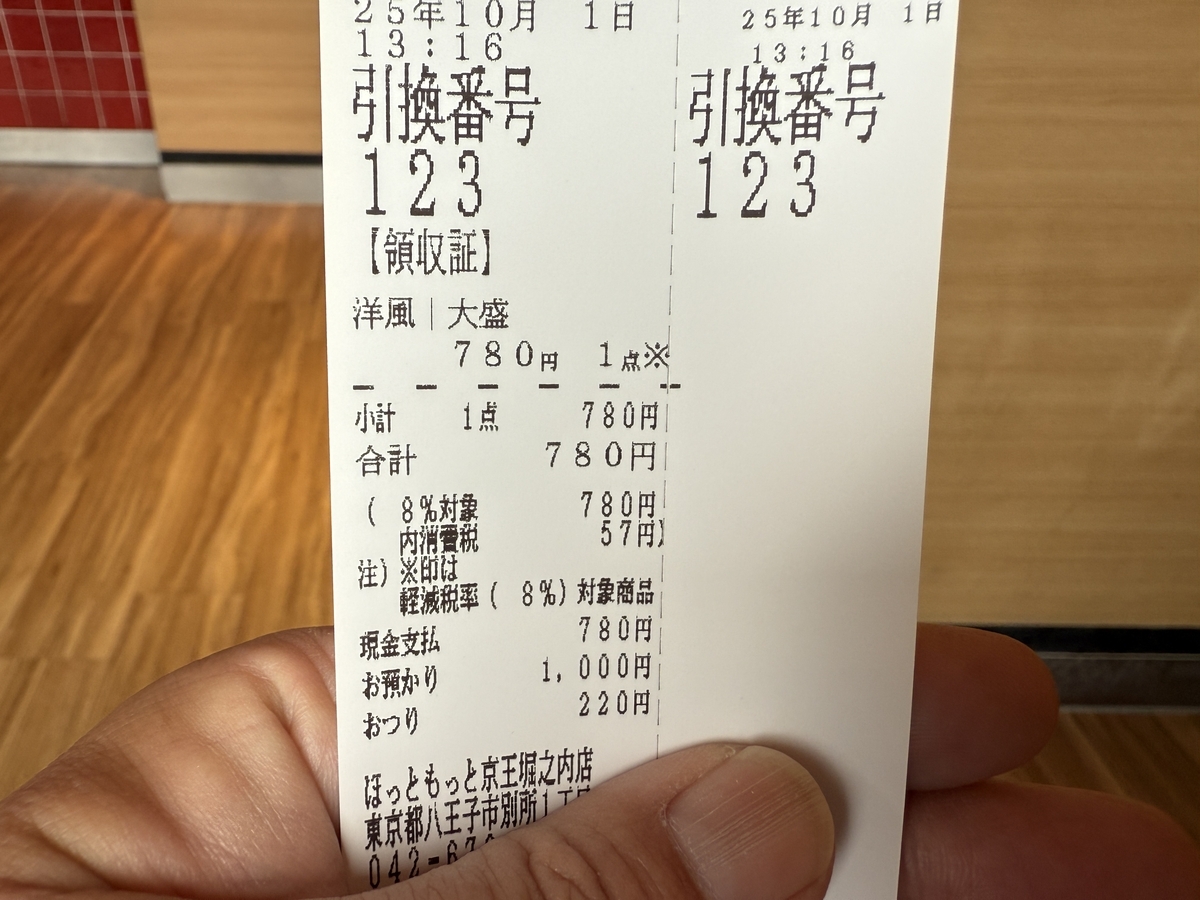 25年10月 1日
13:16
引換番号
123
【領収証】
洋風|大盛
780円 1点※
小計 1点 780円
合計 780円
( 8%対象 780円
内消費税 57円)
注)※印は
軽減税率( 8%)対象商品
現金支払 780円
お預かり 1,000円
おつり 220円
ほっともっと京王堀之内店
東京都八王子市別所1丁目
042-67
25年10月 1日
13:16
引換番号
123